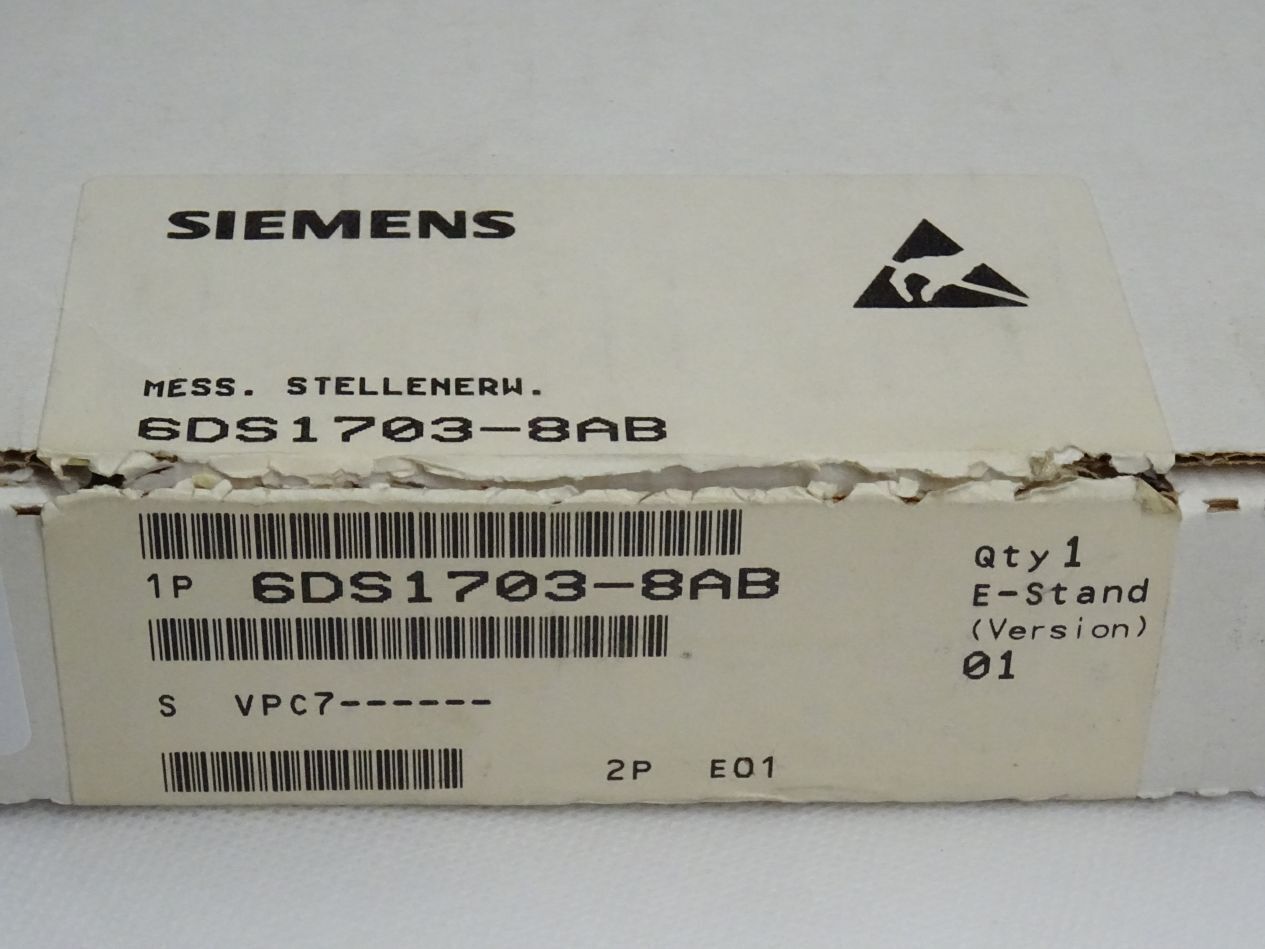 SIEMENS
MESS. STELLENERW.
6DS1703-8AB
1P 6DS1703-8AB
Qty 1
E-Stand
(Version)
01
S VPC7------
2P E01